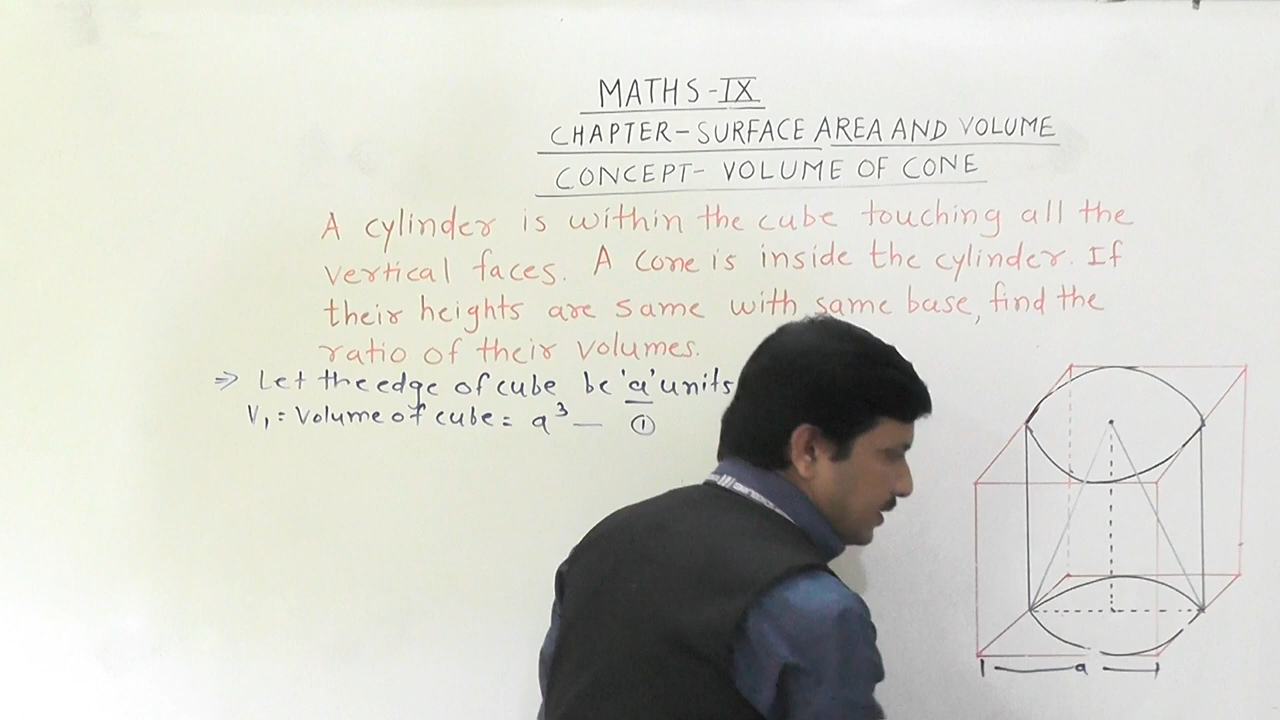 MATHS-IX
CHAPTER-SURFACE AREA AND VOLUME
CONCEPT- VOLUME OF CONE
A cylinder is within the cube touching all the
vertical faces. A cone is inside the cylinder. If
their heights are same with same base, find the
ratio of their volumes.
⇒ Let the edge of cube be 'a' units
V₁ = Volume of cube = a³ — ①
a